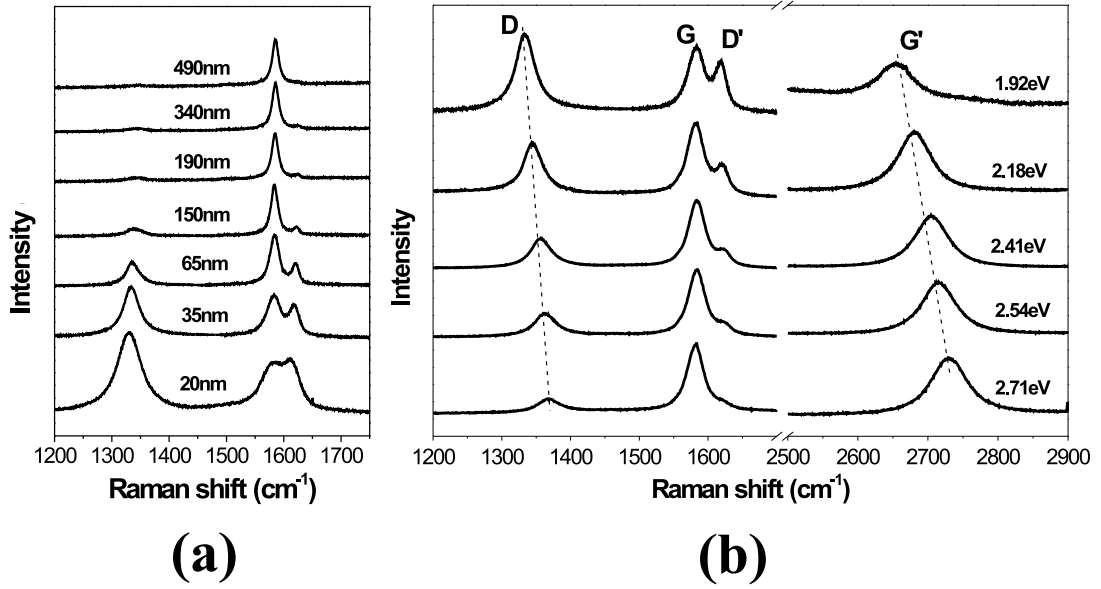 490nm
340nm
190nm
150nm
65nm
35nm
20nm
Intensity
1200 1300 1400 1500 1600 1700
Raman shift (cm-1)
(a)
D G D' G'
1.92eV
2.18eV
2.41eV
2.54eV
2.71eV
Intensity
1200 1300 1400 1500 1600 2500 2600 2700 2800 2900
Raman shift (cm-1)
(b)